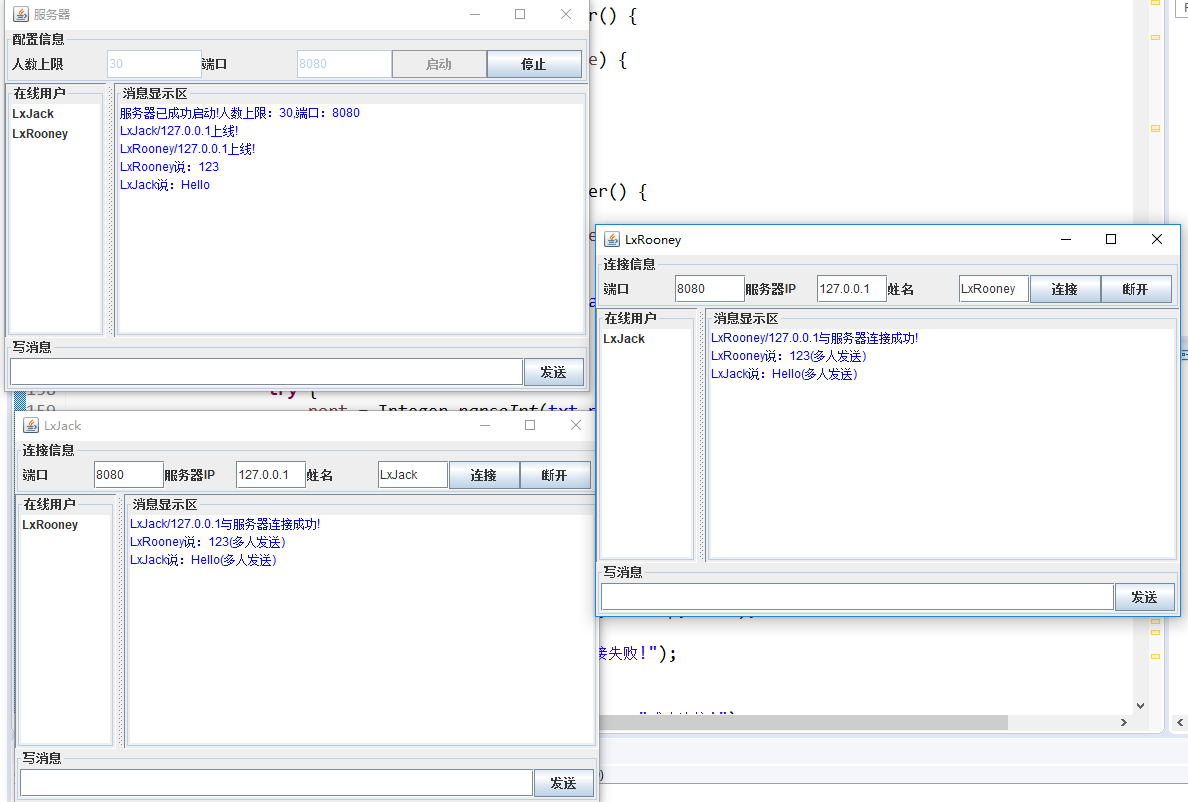 服务器
配置信息
人数上限 30 端口 8080 启动 停止
在线用户
LxJack
LxRooney
消息显示区
服务器已成功启动!人数上限：30,端口：8080
LxJack/127.0.0.1上线!
LxRooney/127.0.0.1上线!
LxRooney说：123
LxJack说：Hello
写消息
发送
r() {
e) {
er() {
LxRooney
连接信息
端口 8080 服务器IP 127.0.0.1 姓名 LxRooney 连接 断开
在线用户
LxJack
消息显示区
LxRooney/127.0.0.1与服务器连接成功!
LxRooney说：123(多人发送)
LxJack说：Hello(多人发送)
写消息
发送
try {
port = Integer.parseInt(txt
LxJack
连接信息
端口 8080 服务器IP 127.0.0.1 姓名 LxJack 连接 断开
在线用户
LxRooney
消息显示区
LxJack/127.0.0.1与服务器连接成功!
LxRooney说：123(多人发送)
LxJack说：Hello(多人发送)
写消息
发送
接失败!");